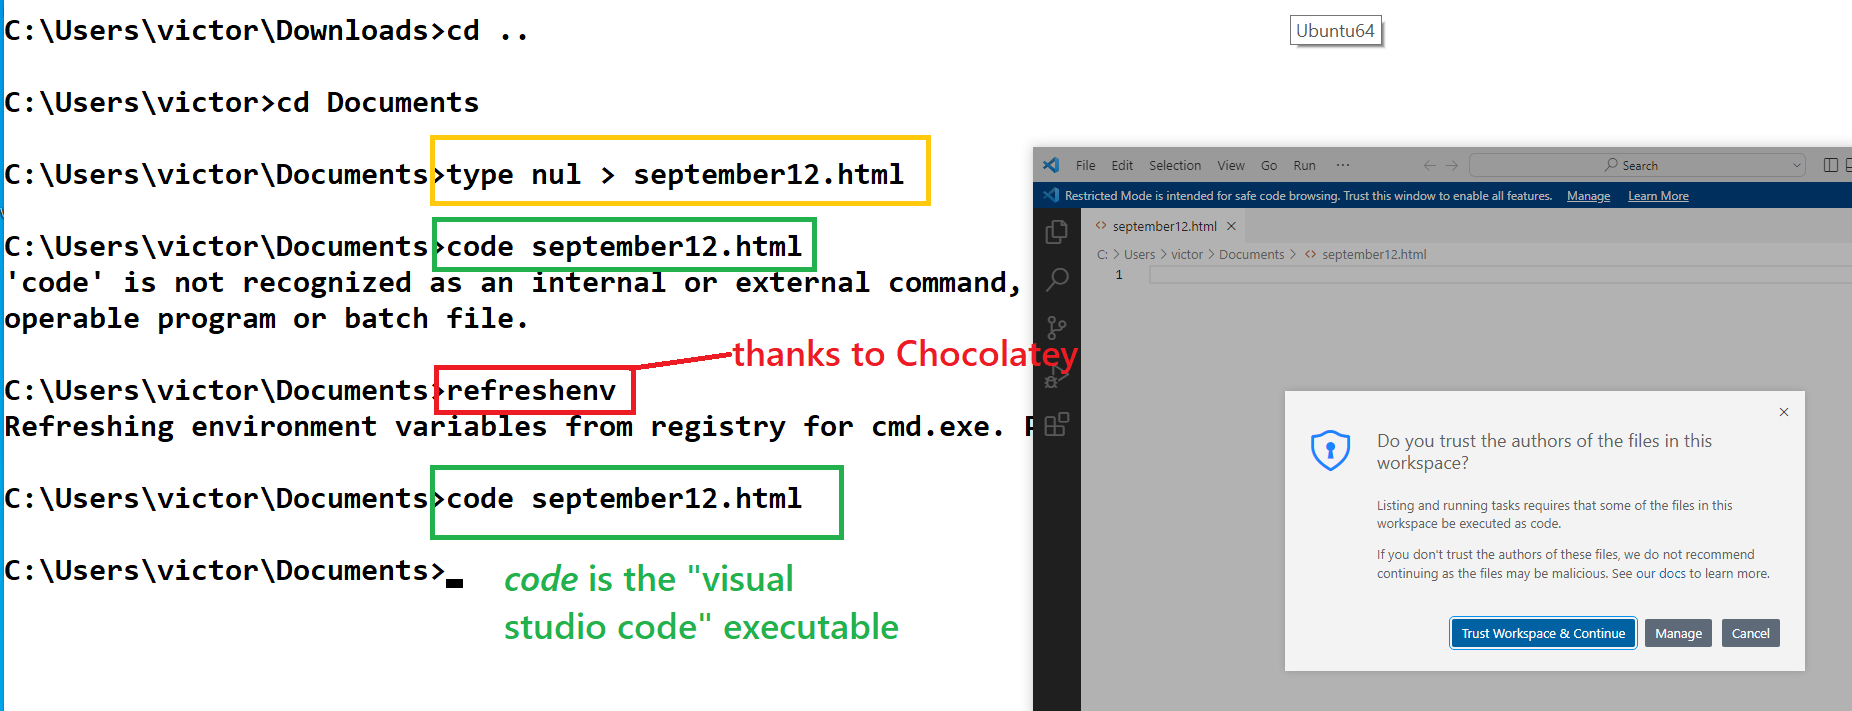 C:\Users\victor\Downloads>cd ..
Ubuntu64
C:\Users\victor>cd Documents
C:\Users\victor\Documents>type nul > september12.html
C:\Users\victor\Documents>code september12.html
'code' is not recognized as an internal or external command,
operable program or batch file.
thanks to Chocolatey
C:\Users\victor\Documents>refreshenv
Refreshing environment variables from registry for cmd.exe. P
C:\Users\victor\Documents>code september12.html
C:\Users\victor\Documents>
code is the "visual
studio code" executable
File Edit Selection View Go Run ··· Search
Restricted Mode is intended for safe code browsing. Trust this window to enable all features. Manage Learn More
september12.html
C: > Users > victor > Documents > <> september12.html
1
Do you trust the authors of the files in this
workspace?
Listing and running tasks requires that some of the files in this
workspace be executed as code.
If you don't trust the authors of these files, we do not recommend
continuing as the files may be malicious. See our docs to learn more.
Trust Workspace & Continue Manage Cancel